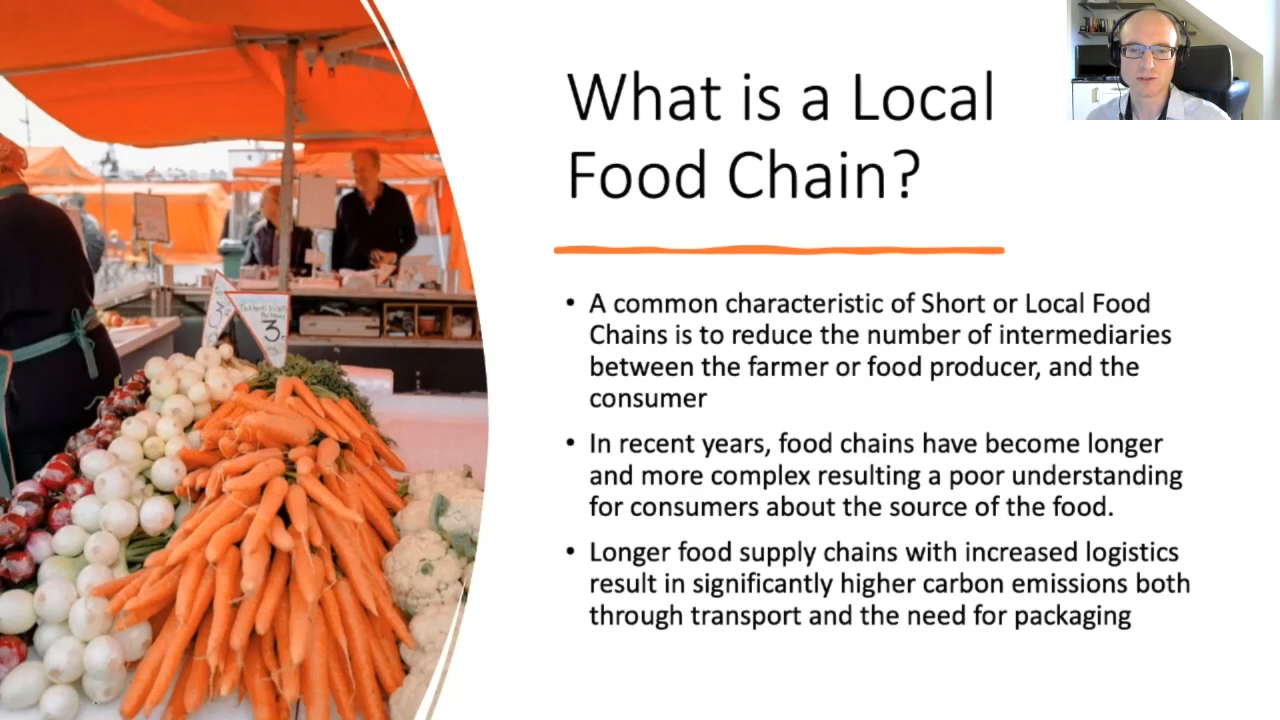 What is a Local
Food Chain?
• A common characteristic of Short or Local Food
Chains is to reduce the number of intermediaries
between the farmer or food producer, and the
consumer
• In recent years, food chains have become longer
and more complex resulting a poor understanding
for consumers about the source of the food.
• Longer food supply chains with increased logistics
result in significantly higher carbon emissions both
through transport and the need for packaging
3